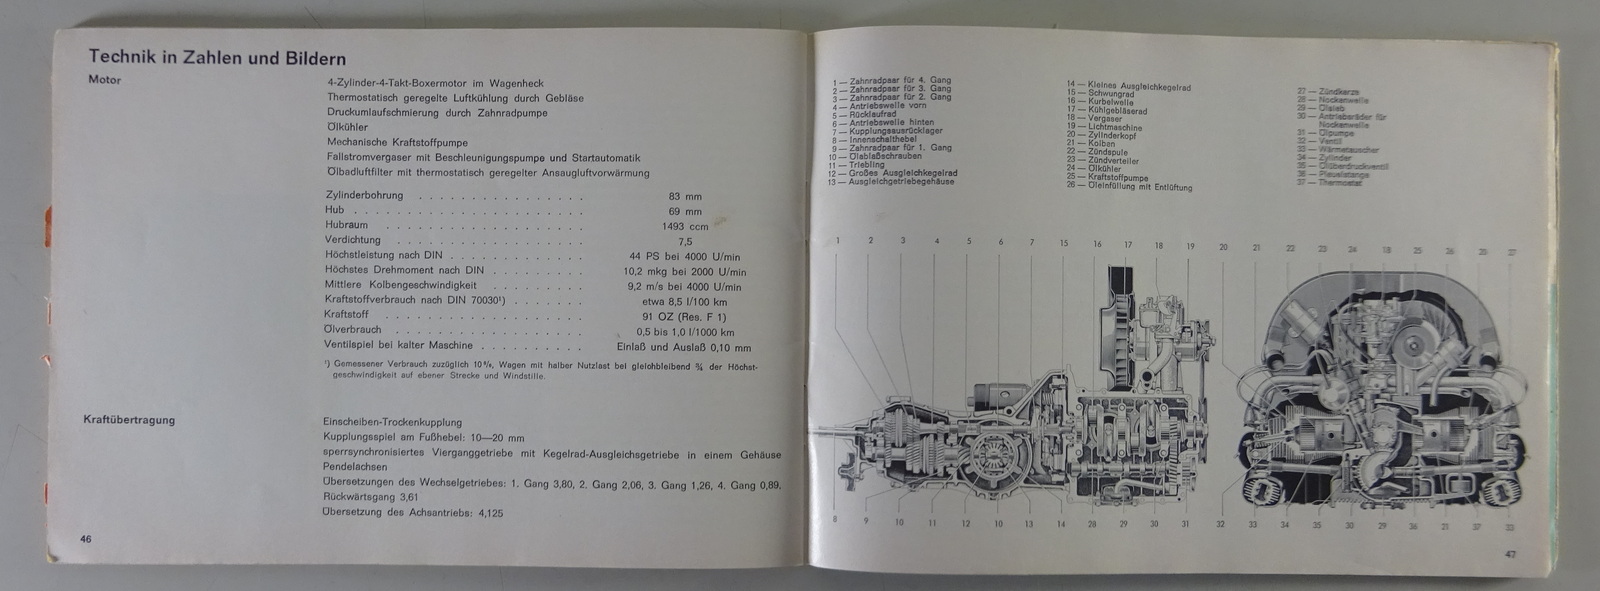 Technik in Zahlen und Bildern
Motor
4-Zylinder-4-Takt-Boxermotor im Wagenheck
Thermostatisch geregelte Luftkühlung durch Gebläse
Druckumlaufschmierung durch Zahnradpumpe
Ölkühler
Mechanische Kraftstoffpumpe
Fallstromvergaser mit Beschleunigungspumpe und Startautomatik
Ölbadluftfilter mit thermostatisch geregelter Ansaugluftvorwärmung
Zylinderbohrung . . . . . . . . . . . . . . . . 83 mm
Hub . . . . . . . . . . . . . . . . . . . . . . 69 mm
Hubraum . . . . . . . . . . . . . . . . . . . 1493 ccm
Verdichtung . . . . . . . . . . . . . . . . . . 7,5
Höchstleistung nach DIN . . . . . . . . . . . . 44 PS bei 4000 U/min
Höchstes Drehmoment nach DIN . . . . . . . . 10,2 mkg bei 2000 U/min
Mittlere Kolbengeschwindigkeit . . . . . . . . 9,2 m/s bei 4000 U/min
Kraftstoffverbrauch nach DIN 70030¹) . . . . . . etwa 8,5 l/100 km
Kraftstoff . . . . . . . . . . . . . . . . . . . 91 OZ (Res. F 1)
Ölverbrauch . . . . . . . . . . . . . . . . . . 0,5 bis 1,0 l/1000 km
Ventilspiel bei kalter Maschine . . . . . . . . . Einlaß und Auslaß 0,10 mm
¹) Gemessener Verbrauch zuzüglich 10%, Wagen mit halber Nutzlast bei gleichbleibend ¾ der Höchst-
geschwindigkeit auf ebener Strecke und Windstille.
Kraftübertragung
Einscheiben-Trockenkupplung
Kupplungsspiel am Fußhebel: 10—20 mm
sperrsynchronisiertes Vierganggetriebe mit Kegelrad-Ausgleichsgetriebe in einem Gehäuse
Pendelachsen
Übersetzungen des Wechselgetriebes: 1. Gang 3,80, 2. Gang 2,06, 3. Gang 1,26, 4. Gang 0,89,
Rückwärtsgang 3,61
Übersetzung des Achsantriebs: 4,125
46
1 — Zahnradpaar für 4. Gang
2 — Zahnradpaar für 3. Gang
3 — Zahnradpaar für 2. Gang
4 — Antriebswelle vorn
5 — Rücklaufrad
6 — Antriebswelle hinten
7 — Kupplungsausrücklager
8 — Innenschalthebel
9 — Zahnradpaar für 1. Gang
10 — Ölablaßschrauben
11 — Triebling
12 — Großes Ausgleichkegelrad
13 — Ausgleichgetriebegehäuse
14 — Kleines Ausgleichkegelrad
15 — Schwungrad
16 — Kurbelwelle
17 — Kühlgebläserad
18 — Vergaser
19 — Lichtmaschine
20 — Zylinderkopf
21 — Kolben
22 — Zündspule
23 — Zündverteiler
24 — Ölkühler
25 — Kraftstoffpumpe
26 — Öleinfüllung mit Entlüftung
27 — Zündkerze
28 — Nockenwelle
29 — Ölsieb
30 — Antriebsräder für
Nockenwelle
31 — Ölpumpe
32 — Ventil
33 — Wärmetauscher
34 — Zylinder
35 — Öldruckventil
36 — Pleuelstange
37 — Thermostat
1 2 3 4 5 6 7 15 16 17 18 19 20 21 22 23 24 18 25 26 20 27
8 9 10 11 12 10 13 14 28 29 30 31 32 33 34 35 30 29 36 21 37 33
47